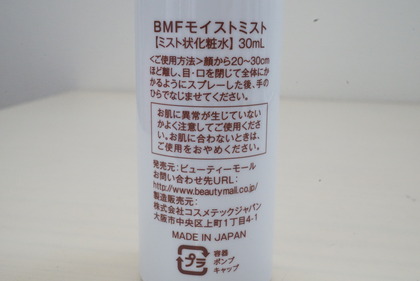 BMFモイストミスト
【ミスト状化粧水】30mL
<ご使用方法>顔から20~30cm
ほど離し、目・口を閉じて全体にか
かるようにスプレーした後、手の
ひらでなじませてください。
お肌に異常が生じていない
かよく注意してご使用くださ
い。お肌に合わないときは、
ご使用をおやめください。
発売元:ビューティーモール
お問い合わせ先URL:
http://www.beautymall.co.jp/
製造販売元:
株式会社コスメテックジャパン
大阪市中央区上町1丁目4-1
MADE IN JAPAN
プラ
容器
ポンプ
キャップ